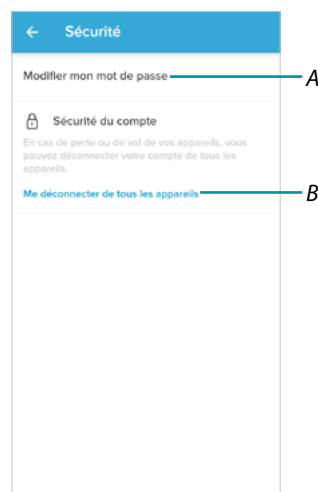 Sécurité
Modifier mon mot de passe
A
Sécurité du compte
En cas de perte ou de vol de vos appareils, vous
pouvez déconnecter votre compte de tous les
appareils.
Me déconnecter de tous les appareils
B